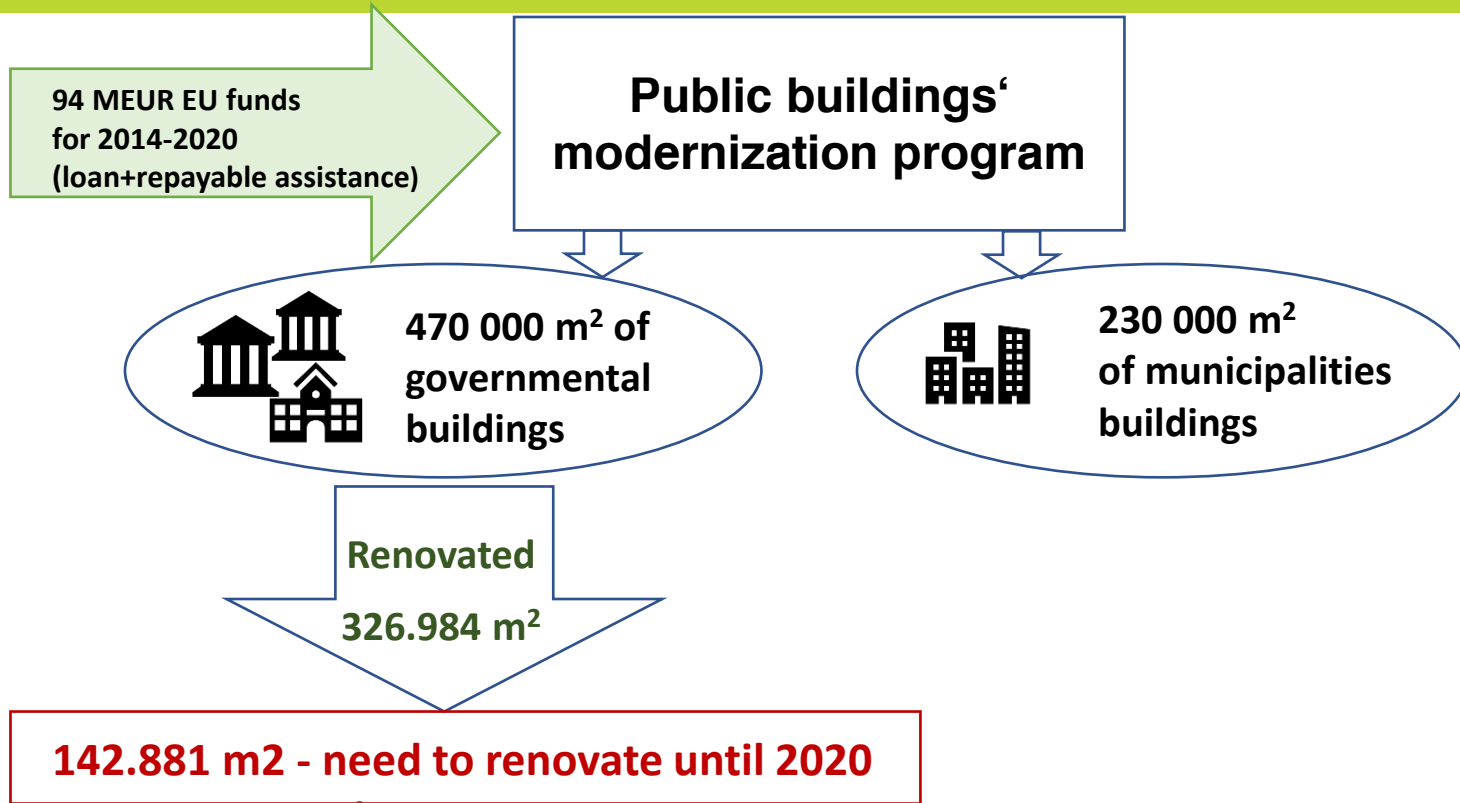 94 MEUR EU funds
for 2014-2020
(loan+repayable assistance)
Public buildings‘
modernization program
470 000 m² of
governmental
buildings
230 000 m²
of municipalities
buildings
Renovated
326.984 m²
142.881 m2 - need to renovate until 2020